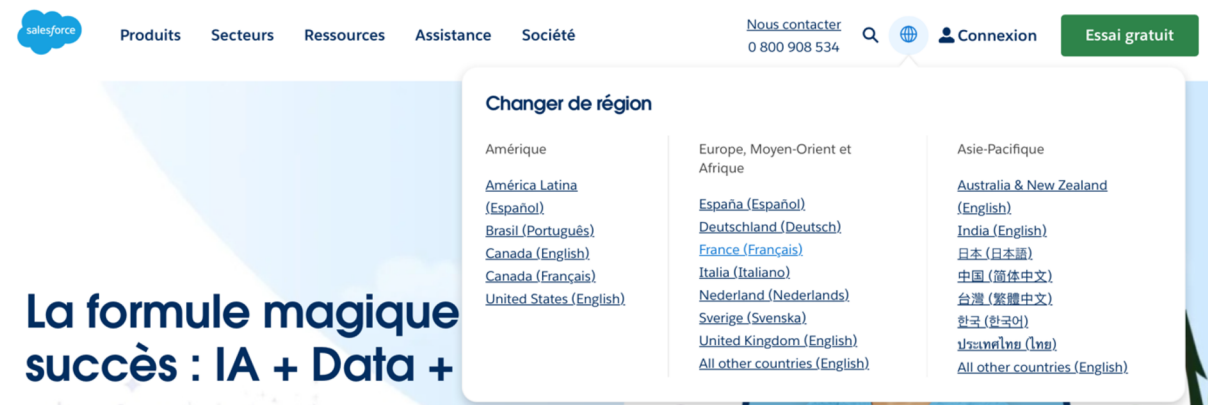 salesforce
Produits
Secteurs
Ressources
Assistance
Société
Nous contacter
0 800 908 534
Connexion
Essai gratuit
Changer de région
Amérique
América Latina
(Español)
Brasil (Português)
Canada (English)
Canada (Français)
United States (English)
Europe, Moyen-Orient et
Afrique
España (Español)
Deutschland (Deutsch)
France (Français)
Italia (Italiano)
Nederland (Nederlands)
Sverige (Svenska)
United Kingdom (English)
All other countries (English)
Asie-Pacifique
Australia & New Zealand
(English)
India (English)
日本 (日本語)
中国 (简体中文)
台灣 (繁體中文)
한국 (한국어)
ประเทศไทย (ไทย)
All other countries (English)
La formule magique
succès : IA + Data +